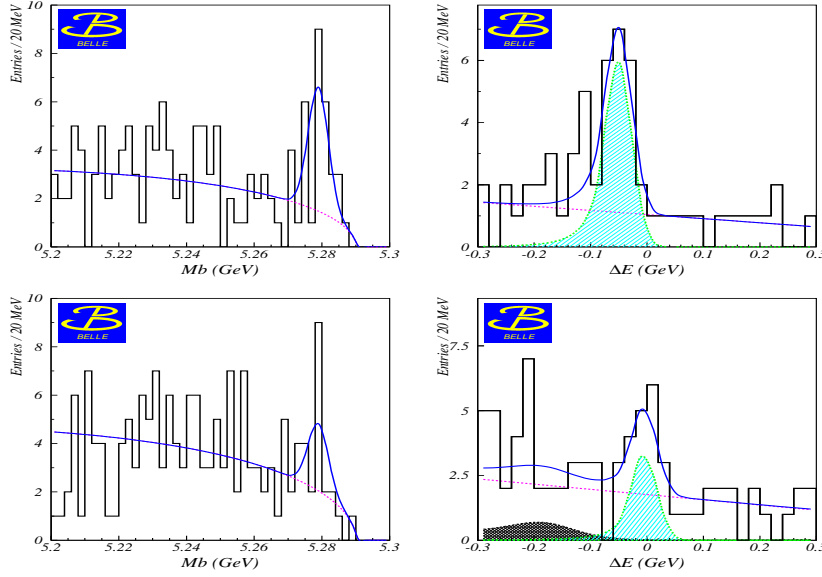 Entries / 20 MeV
10
8
6
4
2
0
5.2
5.22
5.24
5.26
5.28
5.3
Mb (GeV)
B
BELLE
Entries / 20 MeV
6
4
2
0
-0.3
-0.2
-0.1
0
0.1
0.2
0.3
ΔE (GeV)
B
BELLE
Entries / 20 MeV
10
8
6
4
2
0
5.2
5.22
5.24
5.26
5.28
5.3
Mb (GeV)
B
BELLE
Entries / 20 MeV
7.5
5
2.5
0
-0.3
-0.2
-0.1
0
0.1
0.2
0.3
ΔE (GeV)
B
BELLE